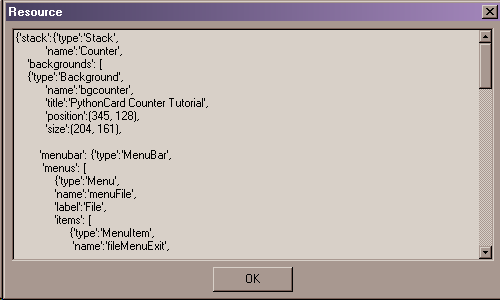 Resource
{'stack':{'type':'Stack',
'name':'Counter',
'backgrounds': [
{'type':'Background',
'name':'bgcounter',
'title':'PythonCard Counter Tutorial',
'position':(345, 128),
'size':(204, 161),
'menubar': {'type':'MenuBar',
'menus': [
{'type':'Menu',
'name':'menuFile',
'label':'File',
'items': [
{'type':'MenuItem',
'name':'fileMenuExit',
OK